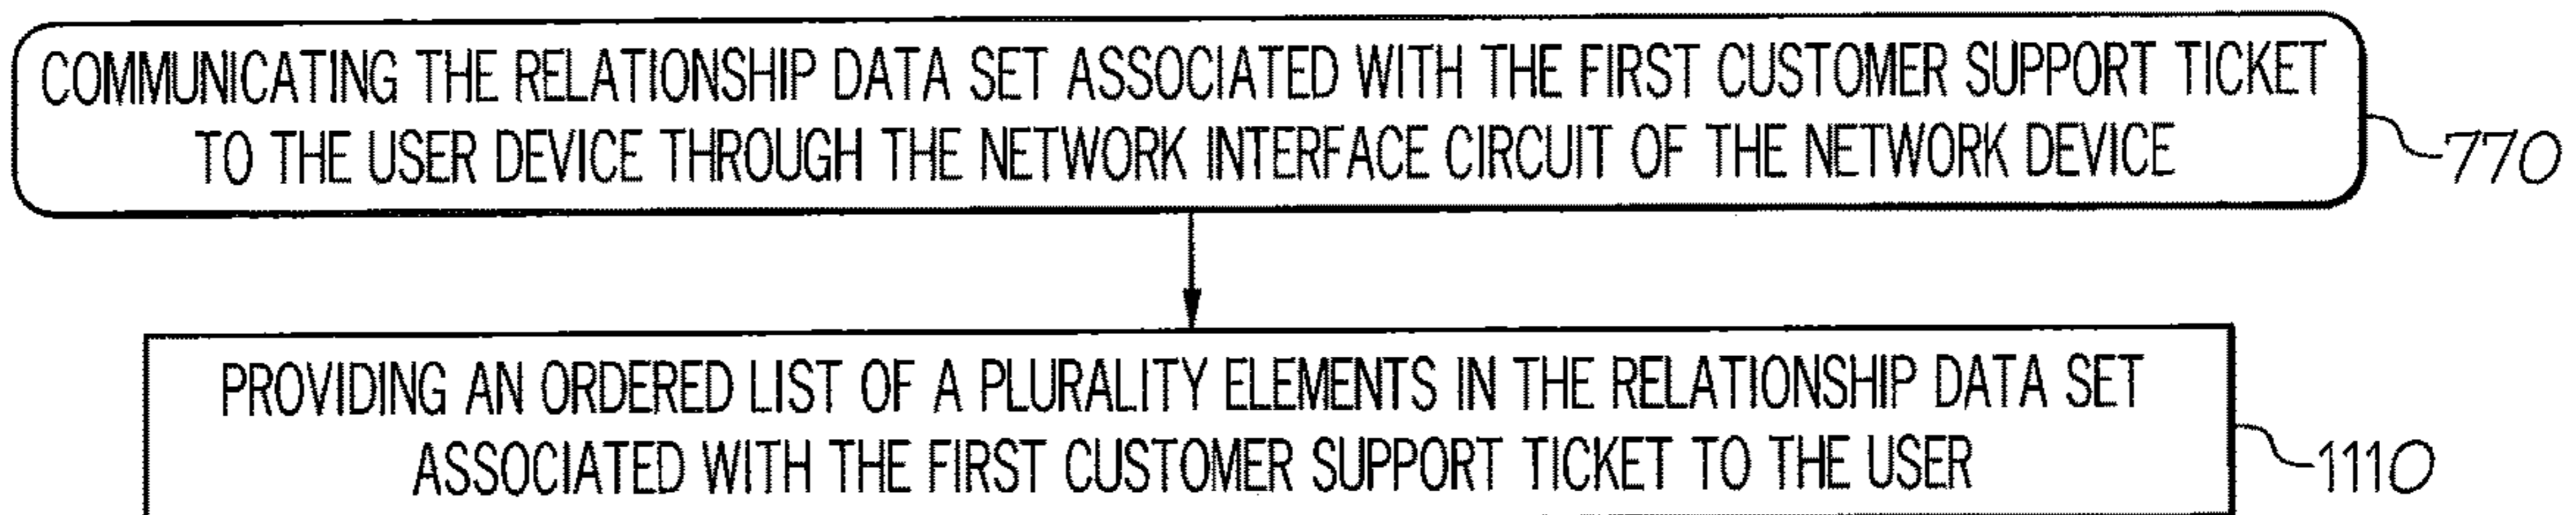 COMMUNICATING THE RELATIONSHIP DATA SET ASSOCIATED WITH THE FIRST CUSTOMER SUPPORT TICKET
TO THE USER DEVICE THROUGH THE NETWORK INTERFACE CIRCUIT OF THE NETWORK DEVICE
770
PROVIDING AN ORDERED LIST OF A PLURALITY ELEMENTS IN THE RELATIONSHIP DATA SET
ASSOCIATED WITH THE FIRST CUSTOMER SUPPORT TICKET TO THE USER
1110